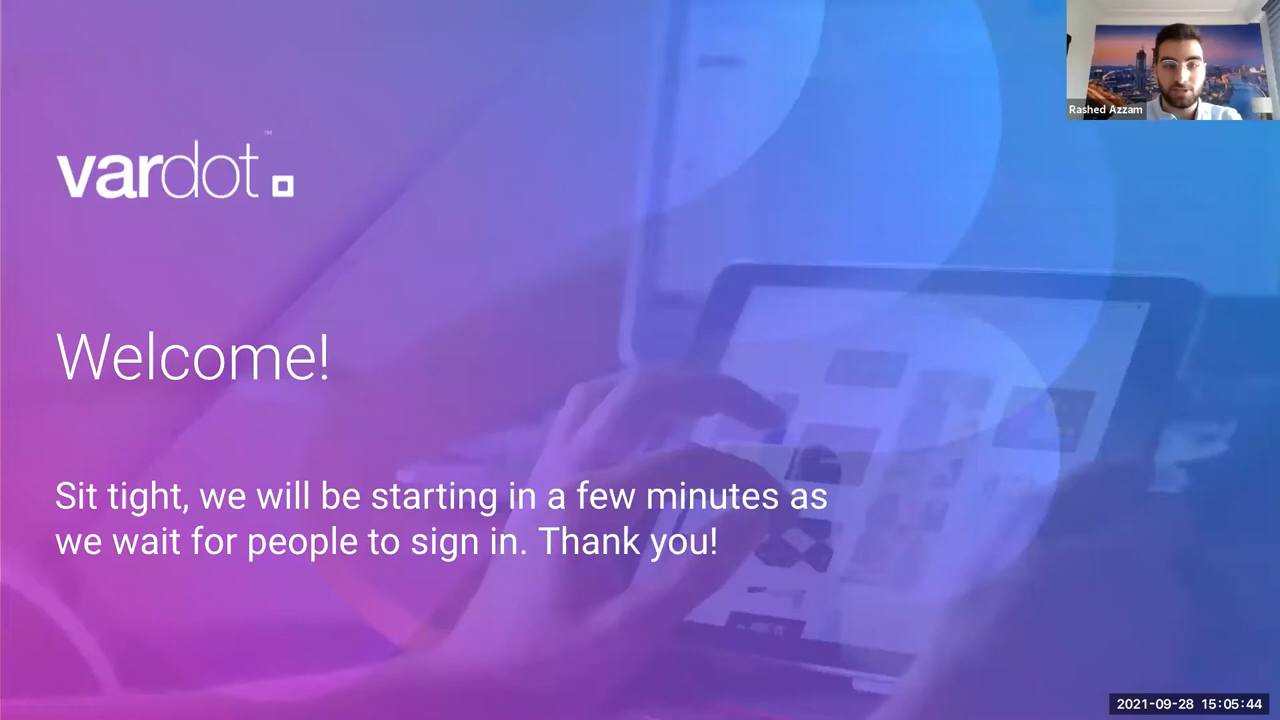 Rashed Azzam
vardot
™
Welcome!
Sit tight, we will be starting in a few minutes as
we wait for people to sign in. Thank you!
2021-09-28 15:05:44